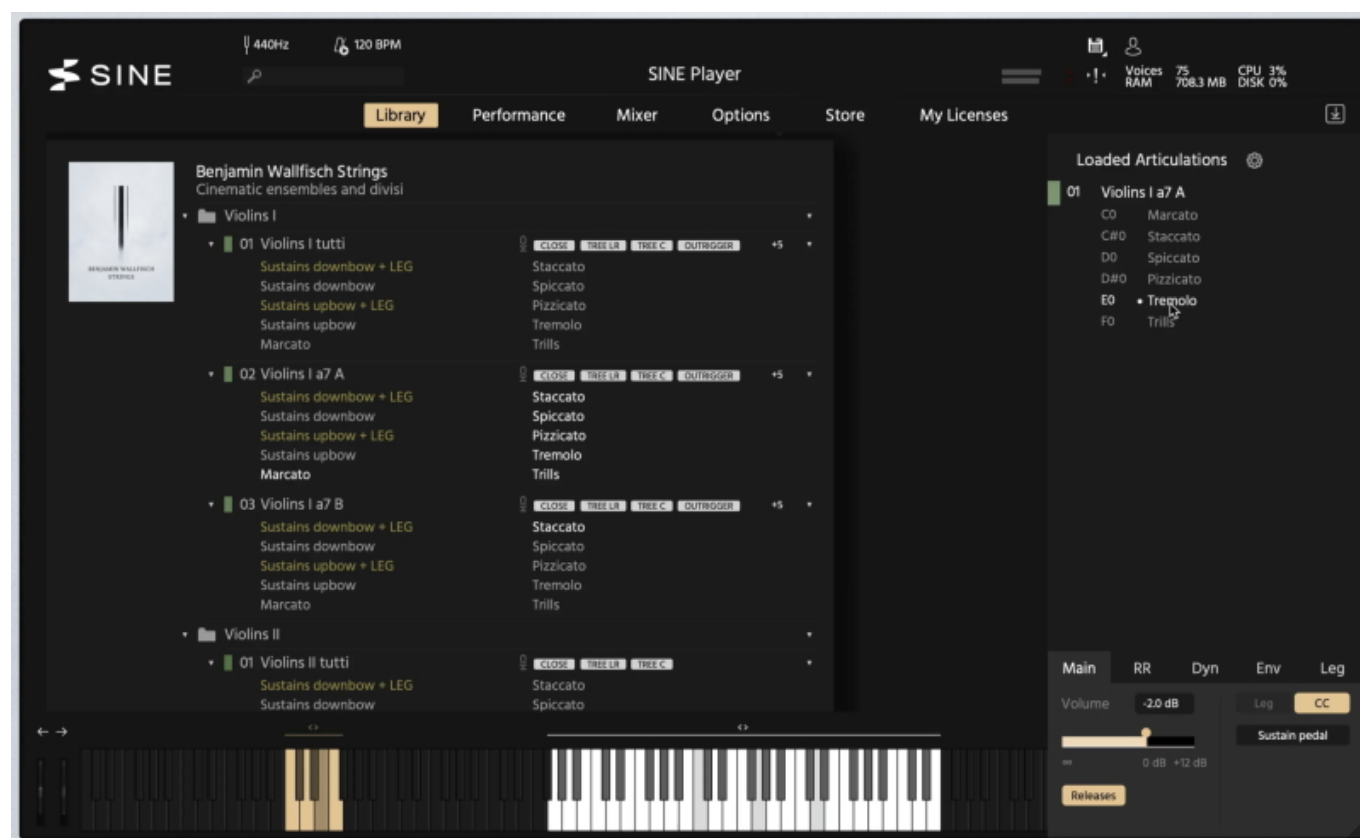 440Hz
120 BPM
SINE
SINE Player
Voices 75
RAM 708.3 MB
CPU 3%
DISK 0%
Library
Performance
Mixer
Options
Store
My Licenses
BENJAMIN WALLFISCH
STRINGS
Benjamin Wallfisch Strings
Cinematic ensembles and divisi
Violins I
01 Violins I tutti CH CLOSE TREE LR TREE C OUTRIGGER +5
Sustains downbow + LEG Staccato
Sustains downbow Spiccato
Sustains upbow + LEG Pizzicato
Sustains upbow Tremolo
Marcato Trills
02 Violins I a7 A CH CLOSE TREE LR TREE C OUTRIGGER +5
Sustains downbow + LEG Staccato
Sustains downbow Spiccato
Sustains upbow + LEG Pizzicato
Sustains upbow Tremolo
Marcato Trills
03 Violins I a7 B CH CLOSE TREE LR TREE C OUTRIGGER +5
Sustains downbow + LEG Staccato
Sustains downbow Spiccato
Sustains upbow + LEG Pizzicato
Sustains upbow Tremolo
Marcato Trills
Violins II
01 Violins II tutti CH CLOSE TREE LR TREE C
Sustains downbow + LEG Staccato
Sustains downbow Spiccato
Loaded Articulations
01 Violins I a7 A
C0 Marcato
C#0 Staccato
D0 Spiccato
D#0 Pizzicato
E0 • Tremolo
F0 Trills
Main RR Dyn Env Leg
Volume -2.0 dB
Leg CC
Sustain pedal
∞ 0 dB +12 dB
Releases